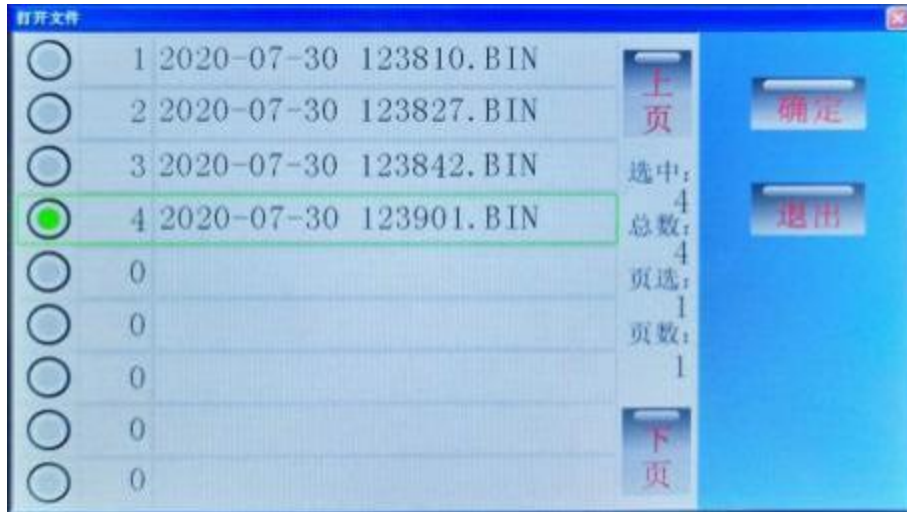 打开文件
1 2020-07-30 123810.BIN
2 2020-07-30 123827.BIN
3 2020-07-30 123842.BIN
4 2020-07-30 123901.BIN
0
0
0
0
0
上页
选中:
4
总数:
4
页选:
1
页数:
1
下页
确定
退出